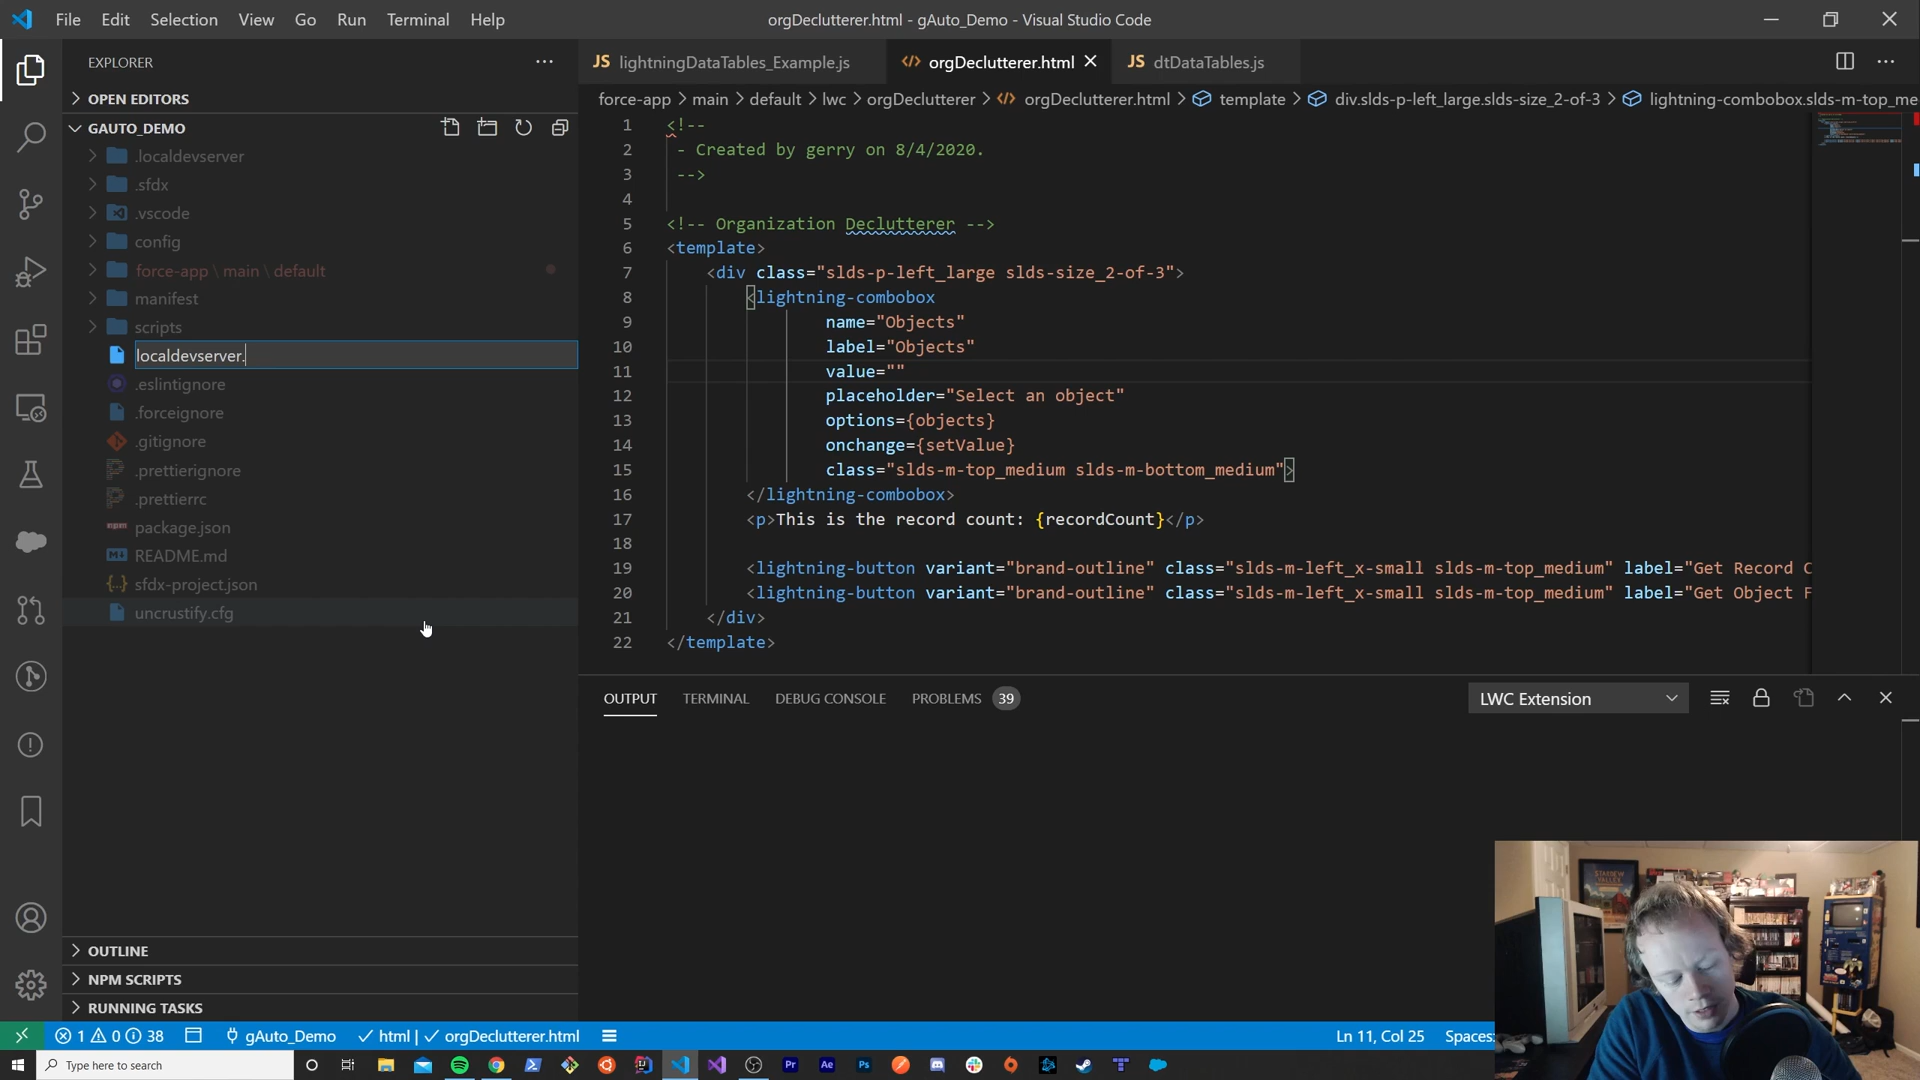 File Edit Selection View Go Run Terminal Help
orgDeclutterer.html - gAuto_Demo - Visual Studio Code
EXPLORER
JS lightningDataTables_Example.js
orgDeclutterer.html
JS dtDataTables.js
OPEN EDITORS
force-app > main > default > lwc > orgDeclutterer > orgDeclutterer.html > template > div.slds-p-left_large.slds-size_2-of-3 > lightning-combobox.slds-m-top_me
GAUTO_DEMO
.localdevserver
.sfdx
.vscode
config
force-app \ main \ default
manifest
scripts
localdevserver.
.eslintignore
.forceignore
.gitignore
.prettierignore
.prettierrc
package.json
README.md
sfdx-project.json
uncrustify.cfg
1 <!--
2 - Created by gerry on 8/4/2020.
3 -->
4
5 <!-- Organization Declutterer -->
6 <template>
7 <div class="slds-p-left_large slds-size_2-of-3">
8 <lightning-combobox
9 name="Objects"
10 label="Objects"
11 value=""
12 placeholder="Select an object"
13 options={objects}
14 onchange={setValue}
15 class="slds-m-top_medium slds-m-bottom_medium">
16 </lightning-combobox>
17 <p>This is the record count: {recordCount}</p>
18
19 <lightning-button variant="brand-outline" class="slds-m-left_x-small slds-m-top_medium" label="Get Record C
20 <lightning-button variant="brand-outline" class="slds-m-left_x-small slds-m-top_medium" label="Get Object F
21 </div>
22 </template>
OUTPUT TERMINAL DEBUG CONSOLE PROBLEMS 39
LWC Extension
OUTLINE
NPM SCRIPTS
RUNNING TASKS
1 0 38 gAuto_Demo html | orgDeclutterer.html
Ln 11, Col 25 Spaces:
Type here to search
Pr Ae Ps
STARDEW VALLEY